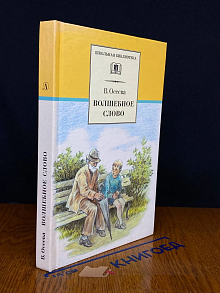 ШКОЛЬНАЯ БИБЛИОТЕКА
В. Осеева
ВОЛШЕБНОЕ
СЛОВО
В. Осеева ВОЛШЕБНОЕ СЛОВО
КНИГОЕД